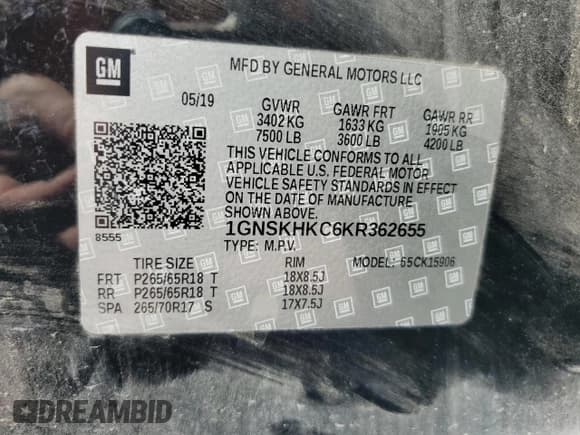 GM
MFD BY GENERAL MOTORS LLC
05/19
GVWR GAWR FRT GAWR RR
3402 KG 1633 KG 1905 KG
7500 LB 3600 LB 4200 LB
THIS VEHICLE CONFORMS TO ALL
APPLICABLE U.S. FEDERAL MOTOR
VEHICLE SAFETY STANDARDS IN EFFECT
ON THE DATE OF MANUFACTURE
SHOWN ABOVE.
8555
1GNSKHKC6KR362655
TYPE: M.P.V. MODEL: 55CK15906
TIRE SIZE RIM
FRT P265/65R18 T 18X8.5J
RR P265/65R18 T 18X8.5J
SPA 265/70R17 S 17X7.5J
DREAMBID